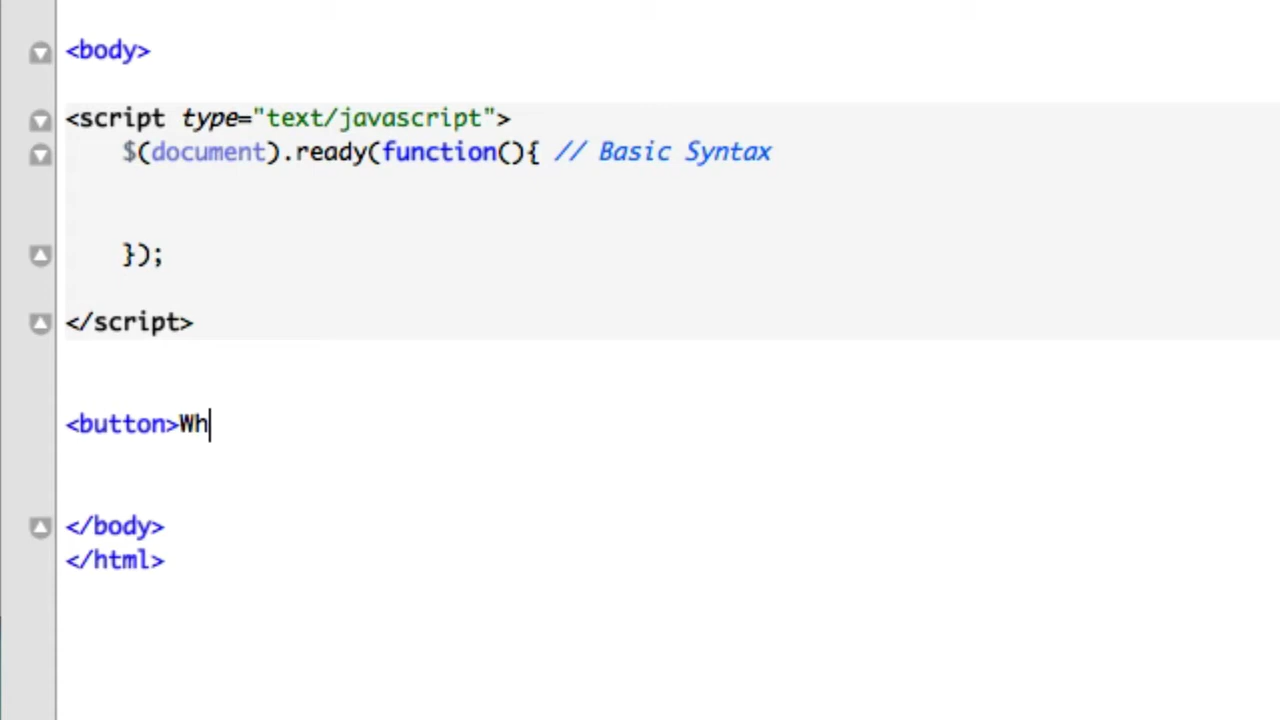 <body>
<script type="text/javascript">
$(document).ready(function(){ // Basic Syntax
});
</script>
<button>Wh
</body>
</html>